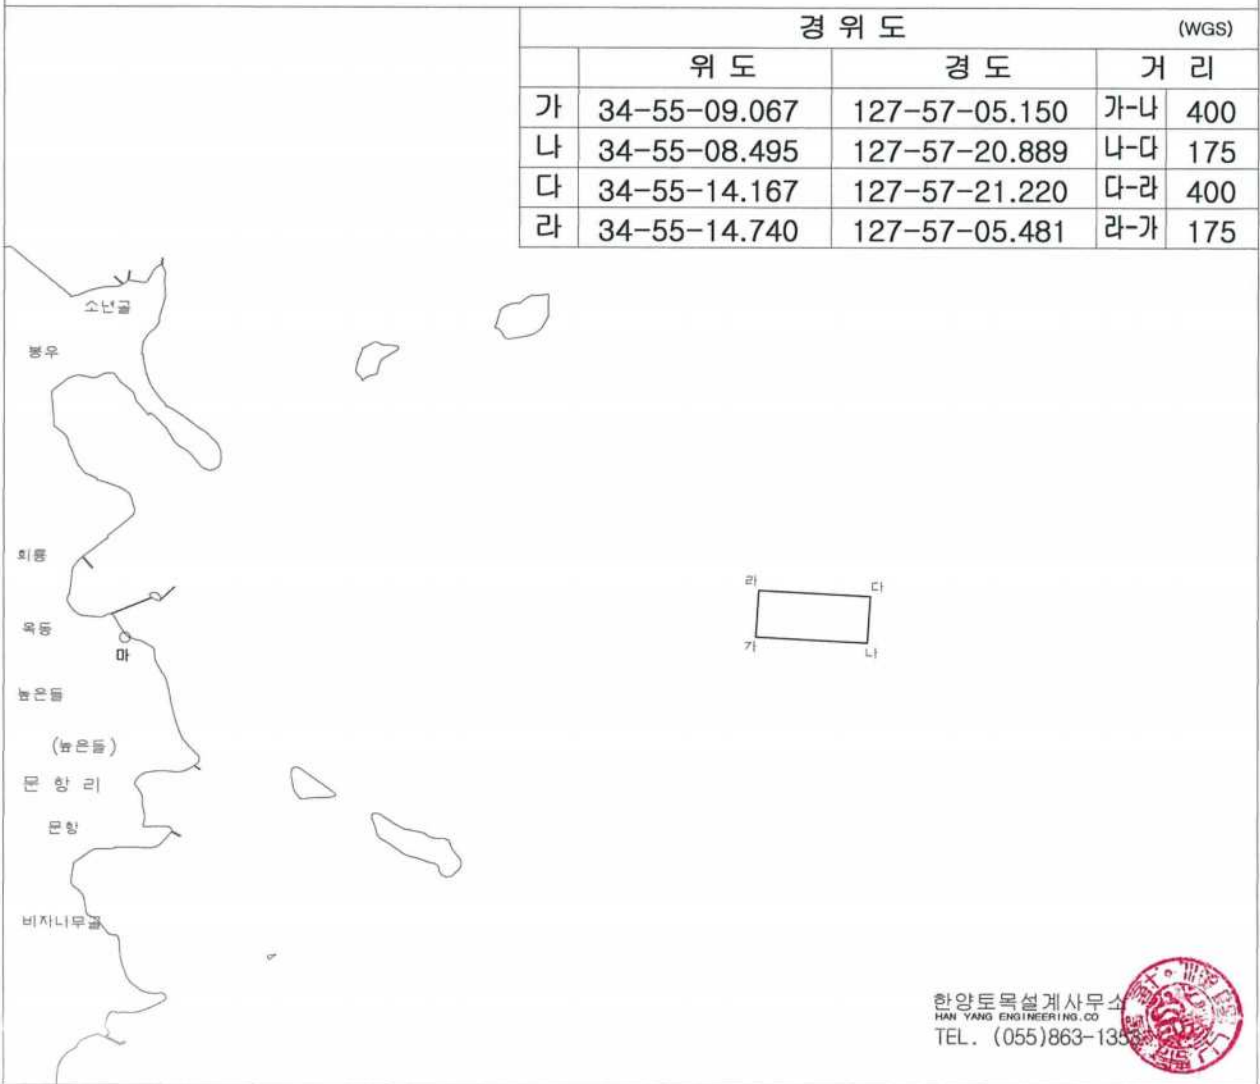 경 위 도 (WGS)
위 도 경 도 거 리
가 34-55-09.067 127-57-05.150 가-나 400
나 34-55-08.495 127-57-20.889 나-다 175
다 34-55-14.167 127-57-21.220 다-라 400
라 34-55-14.740 127-57-05.481 라-가 175
소년골
봉우
회룡
라
다
옥동
마
가
나
높은들
(높은들)
문 항 리
문항
비자나무골
한양토목설계사무소
HAN YANG ENGINEERING.CO
TEL. (055)863-135